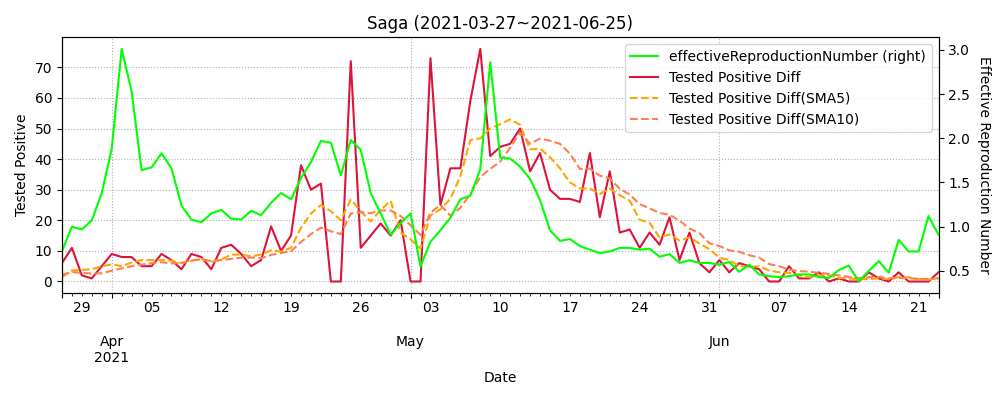 Saga (2021-03-27~2021-06-25)
effectiveReproductionNumber (right)
Tested Positive Diff
Tested Positive Diff(SMA5)
Tested Positive Diff(SMA10)
Tested Positive
70
60
50
40
30
20
10
0
Effective Reproduction Number
3.0
2.5
2.0
1.5
1.0
0.5
29 05 12 19 26 03 10 17 24 31 07 14 21
Apr May Jun
2021
Date